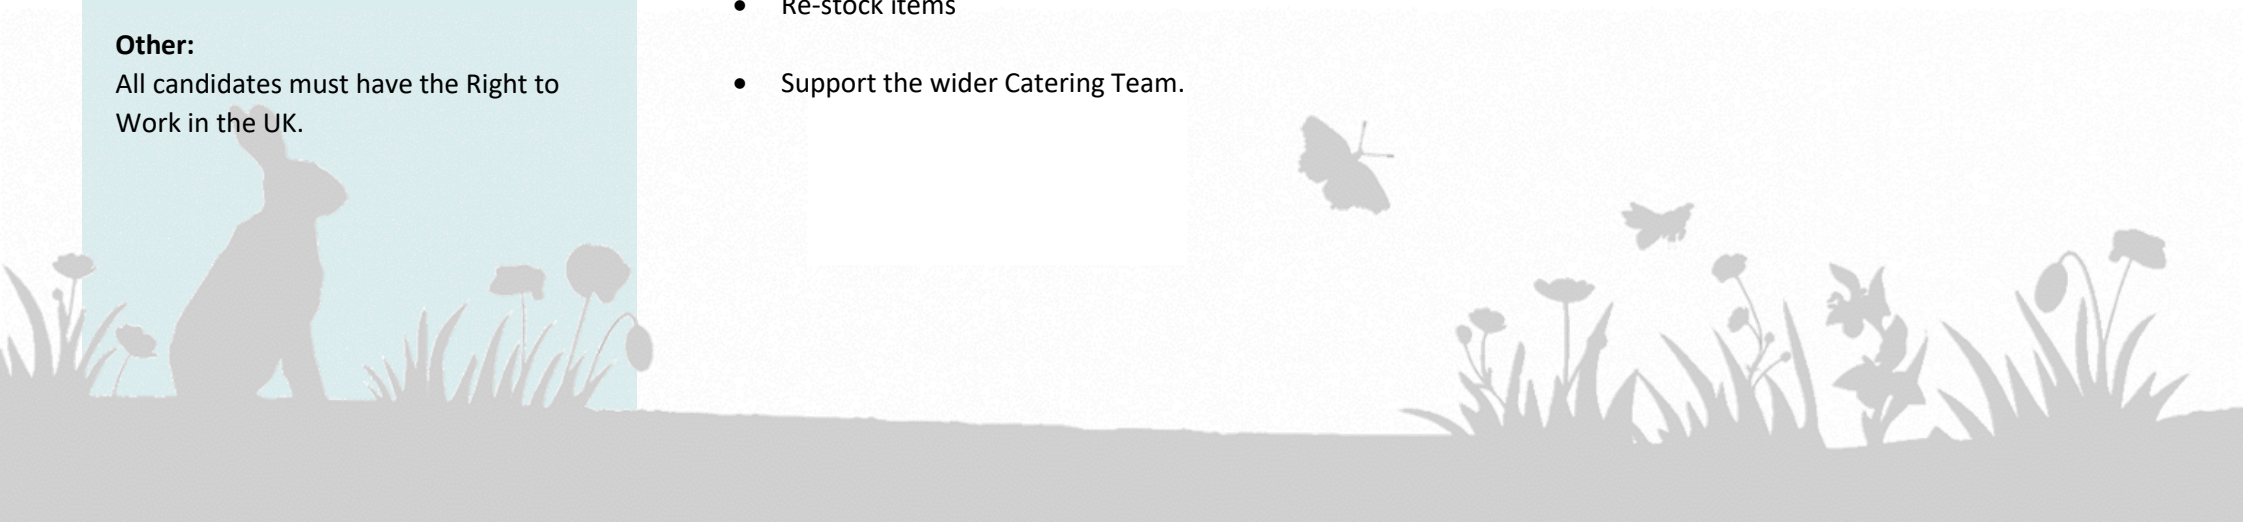 Other:
All candidates must have the Right to
Work in the UK.
• Re-stock items
• Support the wider Catering Team.